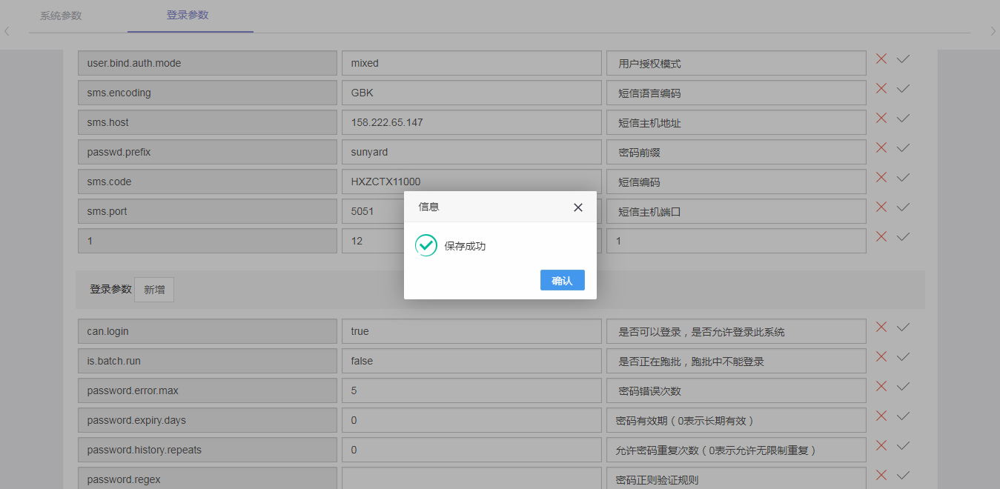 系统参数 登录参数
user.bind.auth.mode mixed 用户授权模式
sms.encoding GBK 短信语言编码
sms.host 158.222.65.147 短信主机地址
passwd.prefix sunyard 密码前缀
sms.code HXZCTX11000 短信编码
sms.port 5051 短信主机端口
1 12 1
信息
保存成功
确认
登录参数 新增
can.login true 是否可以登录，是否允许登录此系统
is.batch.run false 是否正在跑批，跑批中不能登录
password.error.max 5 密码错误次数
password.expiry.days 0 密码有效期（0表示长期有效）
password.history.repeats 0 允许密码重复次数（0表示允许无限制重复）
password.regex 密码正则验证规则